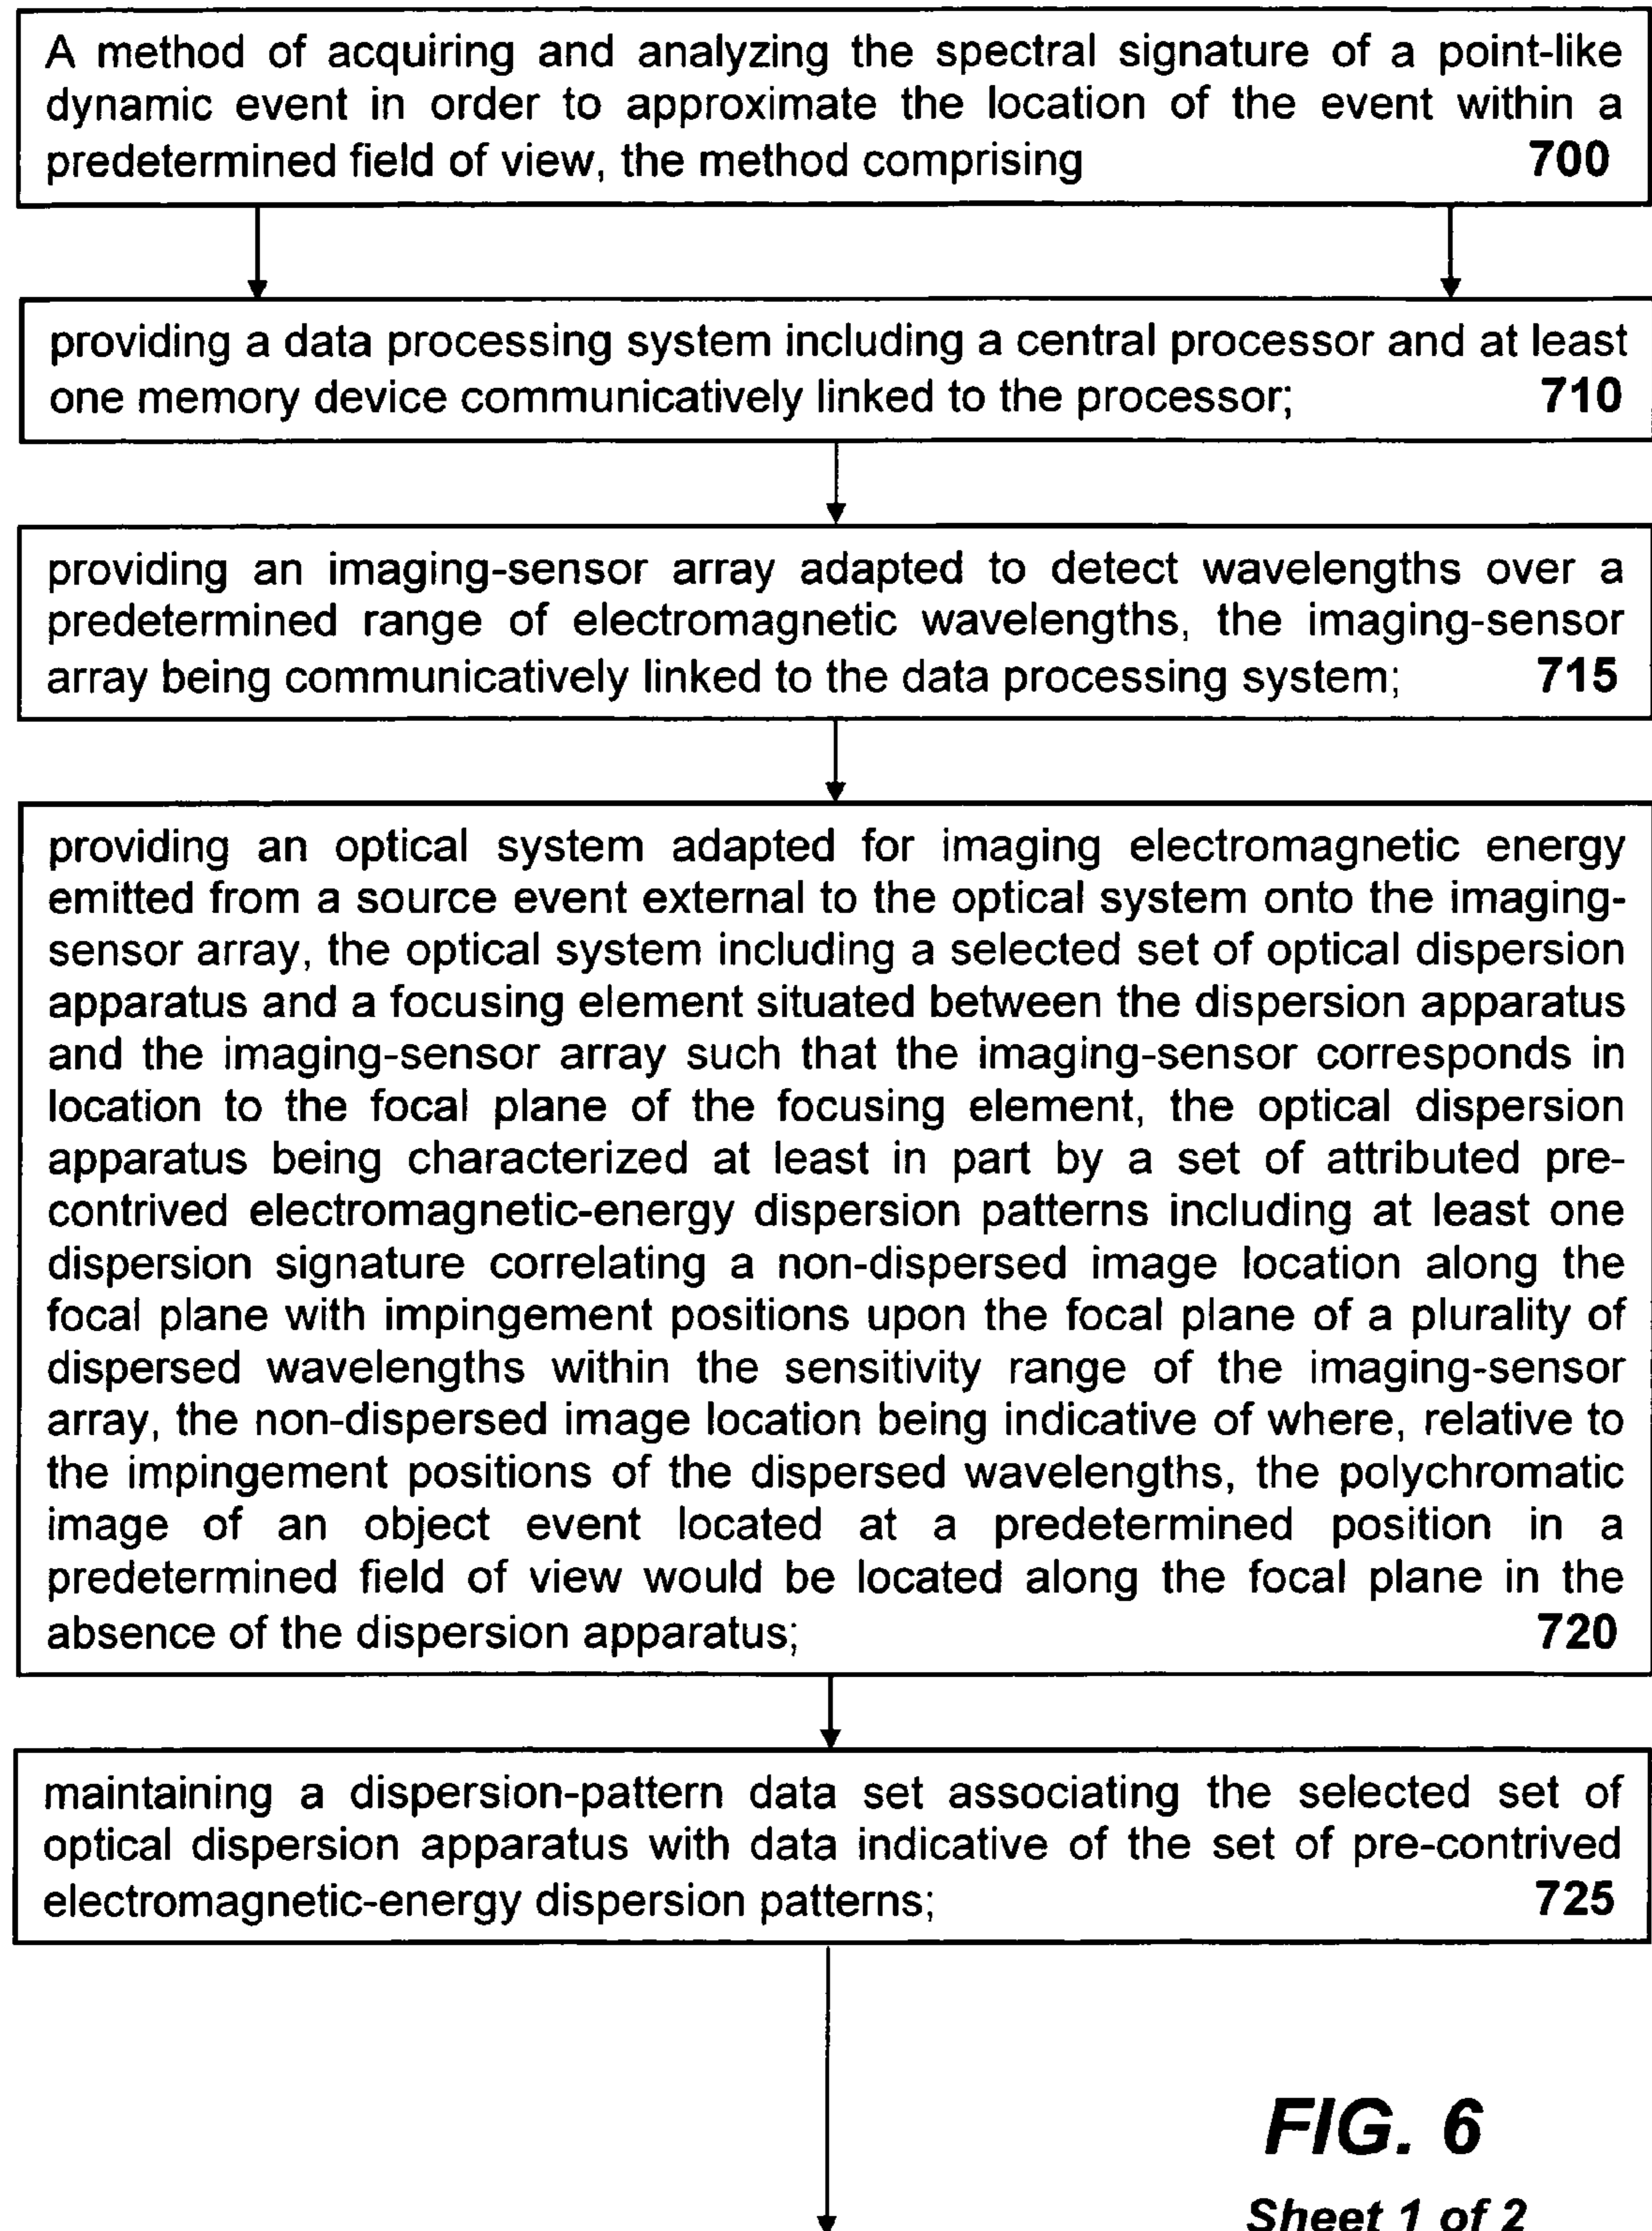 A method of acquiring and analyzing the spectral signature of a point-like
dynamic event in order to approximate the location of the event within a
predetermined field of view, the method comprising 700
providing a data processing system including a central processor and at least
one memory device communicatively linked to the processor; 710
providing an imaging-sensor array adapted to detect wavelengths over a
predetermined range of electromagnetic wavelengths, the imaging-sensor
array being communicatively linked to the data processing system; 715
providing an optical system adapted for imaging electromagnetic energy
emitted from a source event external to the optical system onto the imaging-
sensor array, the optical system including a selected set of optical dispersion
apparatus and a focusing element situated between the dispersion apparatus
and the imaging-sensor array such that the imaging-sensor corresponds in
location to the focal plane of the focusing element, the optical dispersion
apparatus being characterized at least in part by a set of attributed pre-
contrived electromagnetic-energy dispersion patterns including at least one
dispersion signature correlating a non-dispersed image location along the
focal plane with impingement positions upon the focal plane of a plurality of
dispersed wavelengths within the sensitivity range of the imaging-sensor
array, the non-dispersed image location being indicative of where, relative to
the impingement positions of the dispersed wavelengths, the polychromatic
image of an object event located at a predetermined position in a
predetermined field of view would be located along the focal plane in the
absence of the dispersion apparatus; 720
maintaining a dispersion-pattern data set associating the selected set of
optical dispersion apparatus with data indicative of the set of pre-contrived
electromagnetic-energy dispersion patterns; 725
FIG. 6
Sheet 1 of 2